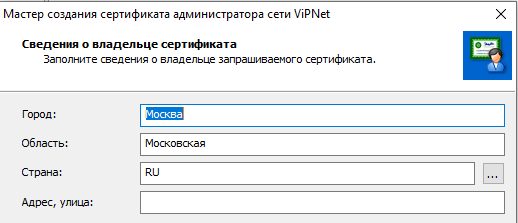 Мастер создания сертификата администратора сети ViPNet
Сведения о владельце сертификата
Заполните сведения о владельце запрашиваемого сертификата.
Город: Москва
Область: Московская
Страна: RU ...
Адрес, улица: